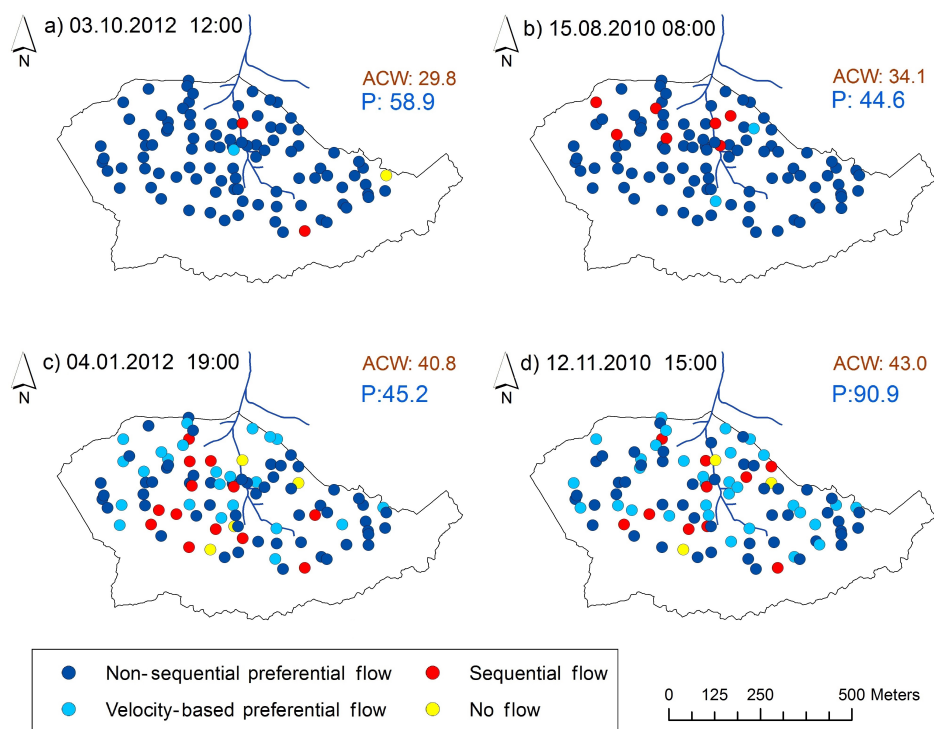 a) 03.10.2012 12:00
N
ACW: 29.8
P: 58.9
b) 15.08.2010 08:00
N
ACW: 34.1
P: 44.6
c) 04.01.2012 19:00
N
ACW: 40.8
P:45.2
d) 12.11.2010 15:00
N
ACW: 43.0
P:90.9
Non-sequential preferential flow
Sequential flow
Velocity-based preferential flow
No flow
0 125 250 500 Meters